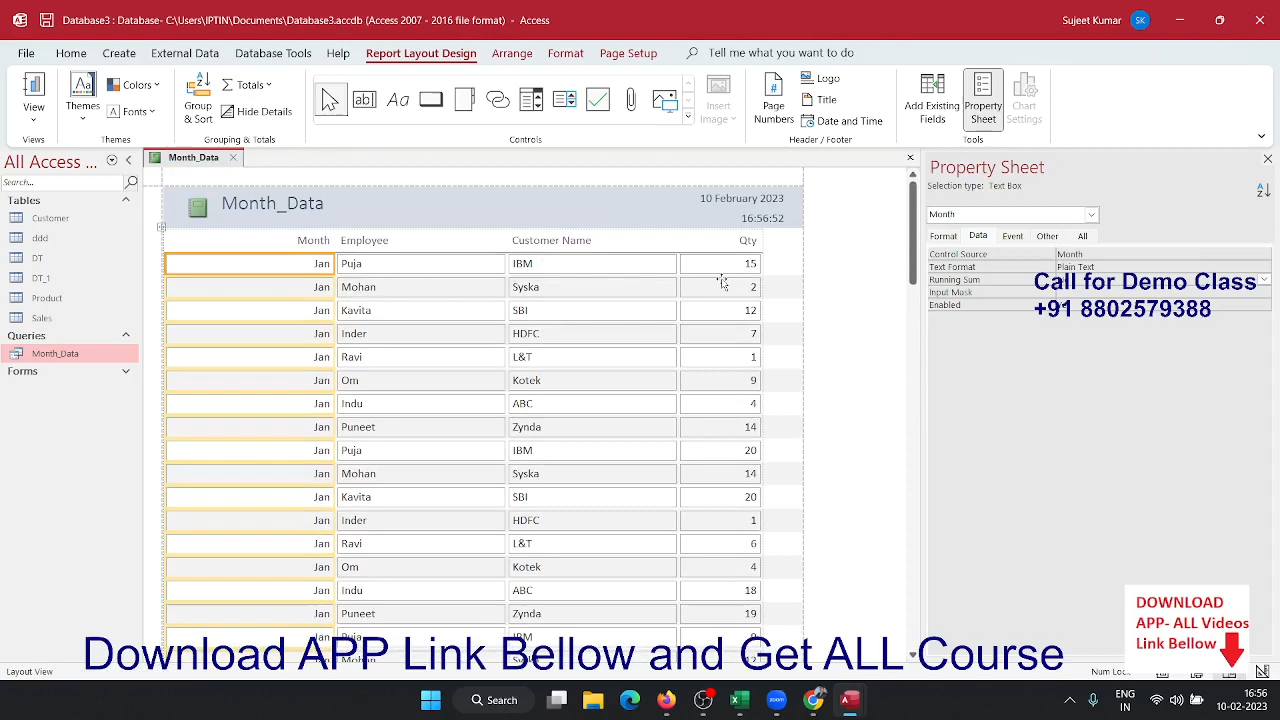 Database3 : Database- C:\Users\IPTIN\Documents\Database3.accdb (Access 2007 - 2016 file format) - Access
Sujeet Kumar SK
File Home Create External Data Database Tools Report Layout Design Arrange Format Page Setup Tell me what you want to do
View
Views
Themes
Colors
Fonts
Themes
Group & Sort
Totals
Hide Details
Grouping & Totals
Aa
ab|
Controls
Insert Image
Page Numbers
Logo
Title
Date and Time
Header / Footer
Add Existing Fields
Property Sheet
Chart Settings
Tools
All Access ...
Search...
Tables
Customer
ddd
DT
DT_1
Product
Sales
Queries
Month_Data
Forms
Month_Data
Month_Data
10 February 2023
16:56:52
Month Employee Customer Name Qty
Jan Puja IBM 15
Jan Mohan Syska 2
Jan Kavita SBI 12
Jan Inder HDFC 7
Jan Ravi L&T 1
Jan Om Kotek 9
Jan Indu ABC 4
Jan Puneet Zynda 14
Jan Puja IBM 20
Jan Mohan Syska 14
Jan Kavita SBI 20
Jan Inder HDFC 1
Jan Ravi L&T 6
Jan Om Kotek 4
Jan Indu ABC 18
Jan Puneet Zynda 19
Property Sheet
Selection type: Text Box
Month
Format Data Event Other All
Control Source Month
Text Format Plain Text
Running Sum
Input Mask
Enabled
Call for Demo Class
+91 8802579388
DOWNLOAD
APP- ALL Videos
Link Bellow
Download APP Link Bellow and Get ALL Course
Layout View
Num Lock
Search
zoom
ENG
IN
16:56
10-02-2023